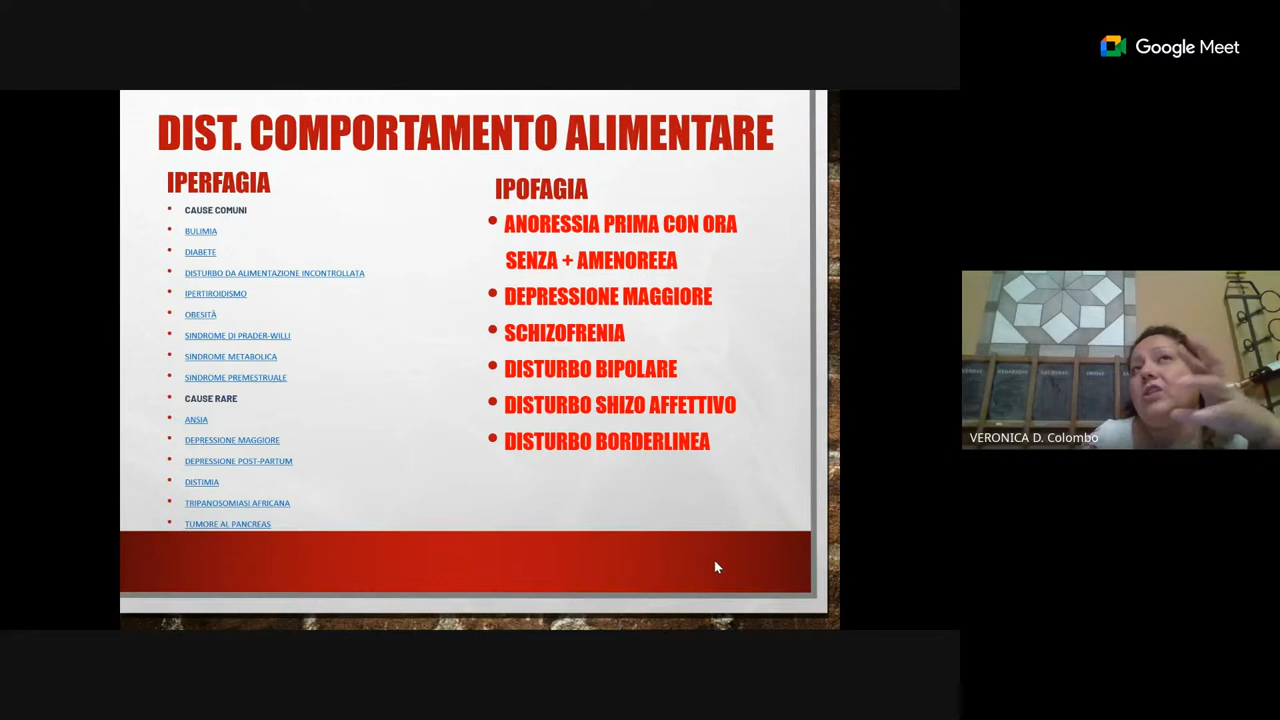 Google Meet
DIST. COMPORTAMENTO ALIMENTARE
IPERFAGIA
CAUSE COMUNI
BULIMIA
DIABETE
DISTURBO DA ALIMENTAZIONE INCONTROLLATA
IPERTIROIDISMO
OBESITÀ
SINDROME DI PRADER-WILLI
SINDROME METABOLICA
SINDROME PREMESTRUALE
CAUSE RARE
ANSIA
DEPRESSIONE MAGGIORE
DEPRESSIONE POST-PARTUM
DISTIMIA
TRIPANOSOMIASI AFRICANA
TUMORE AL PANCREAS
IPOFAGIA
ANORESSIA PRIMA CON ORA
SENZA + AMENOREEA
DEPRESSIONE MAGGIORE
SCHIZOFRENIA
DISTURBO BIPOLARE
DISTURBO SHIZO AFFETTIVO
DISTURBO BORDERLINEA
VERONICA D. Colombo